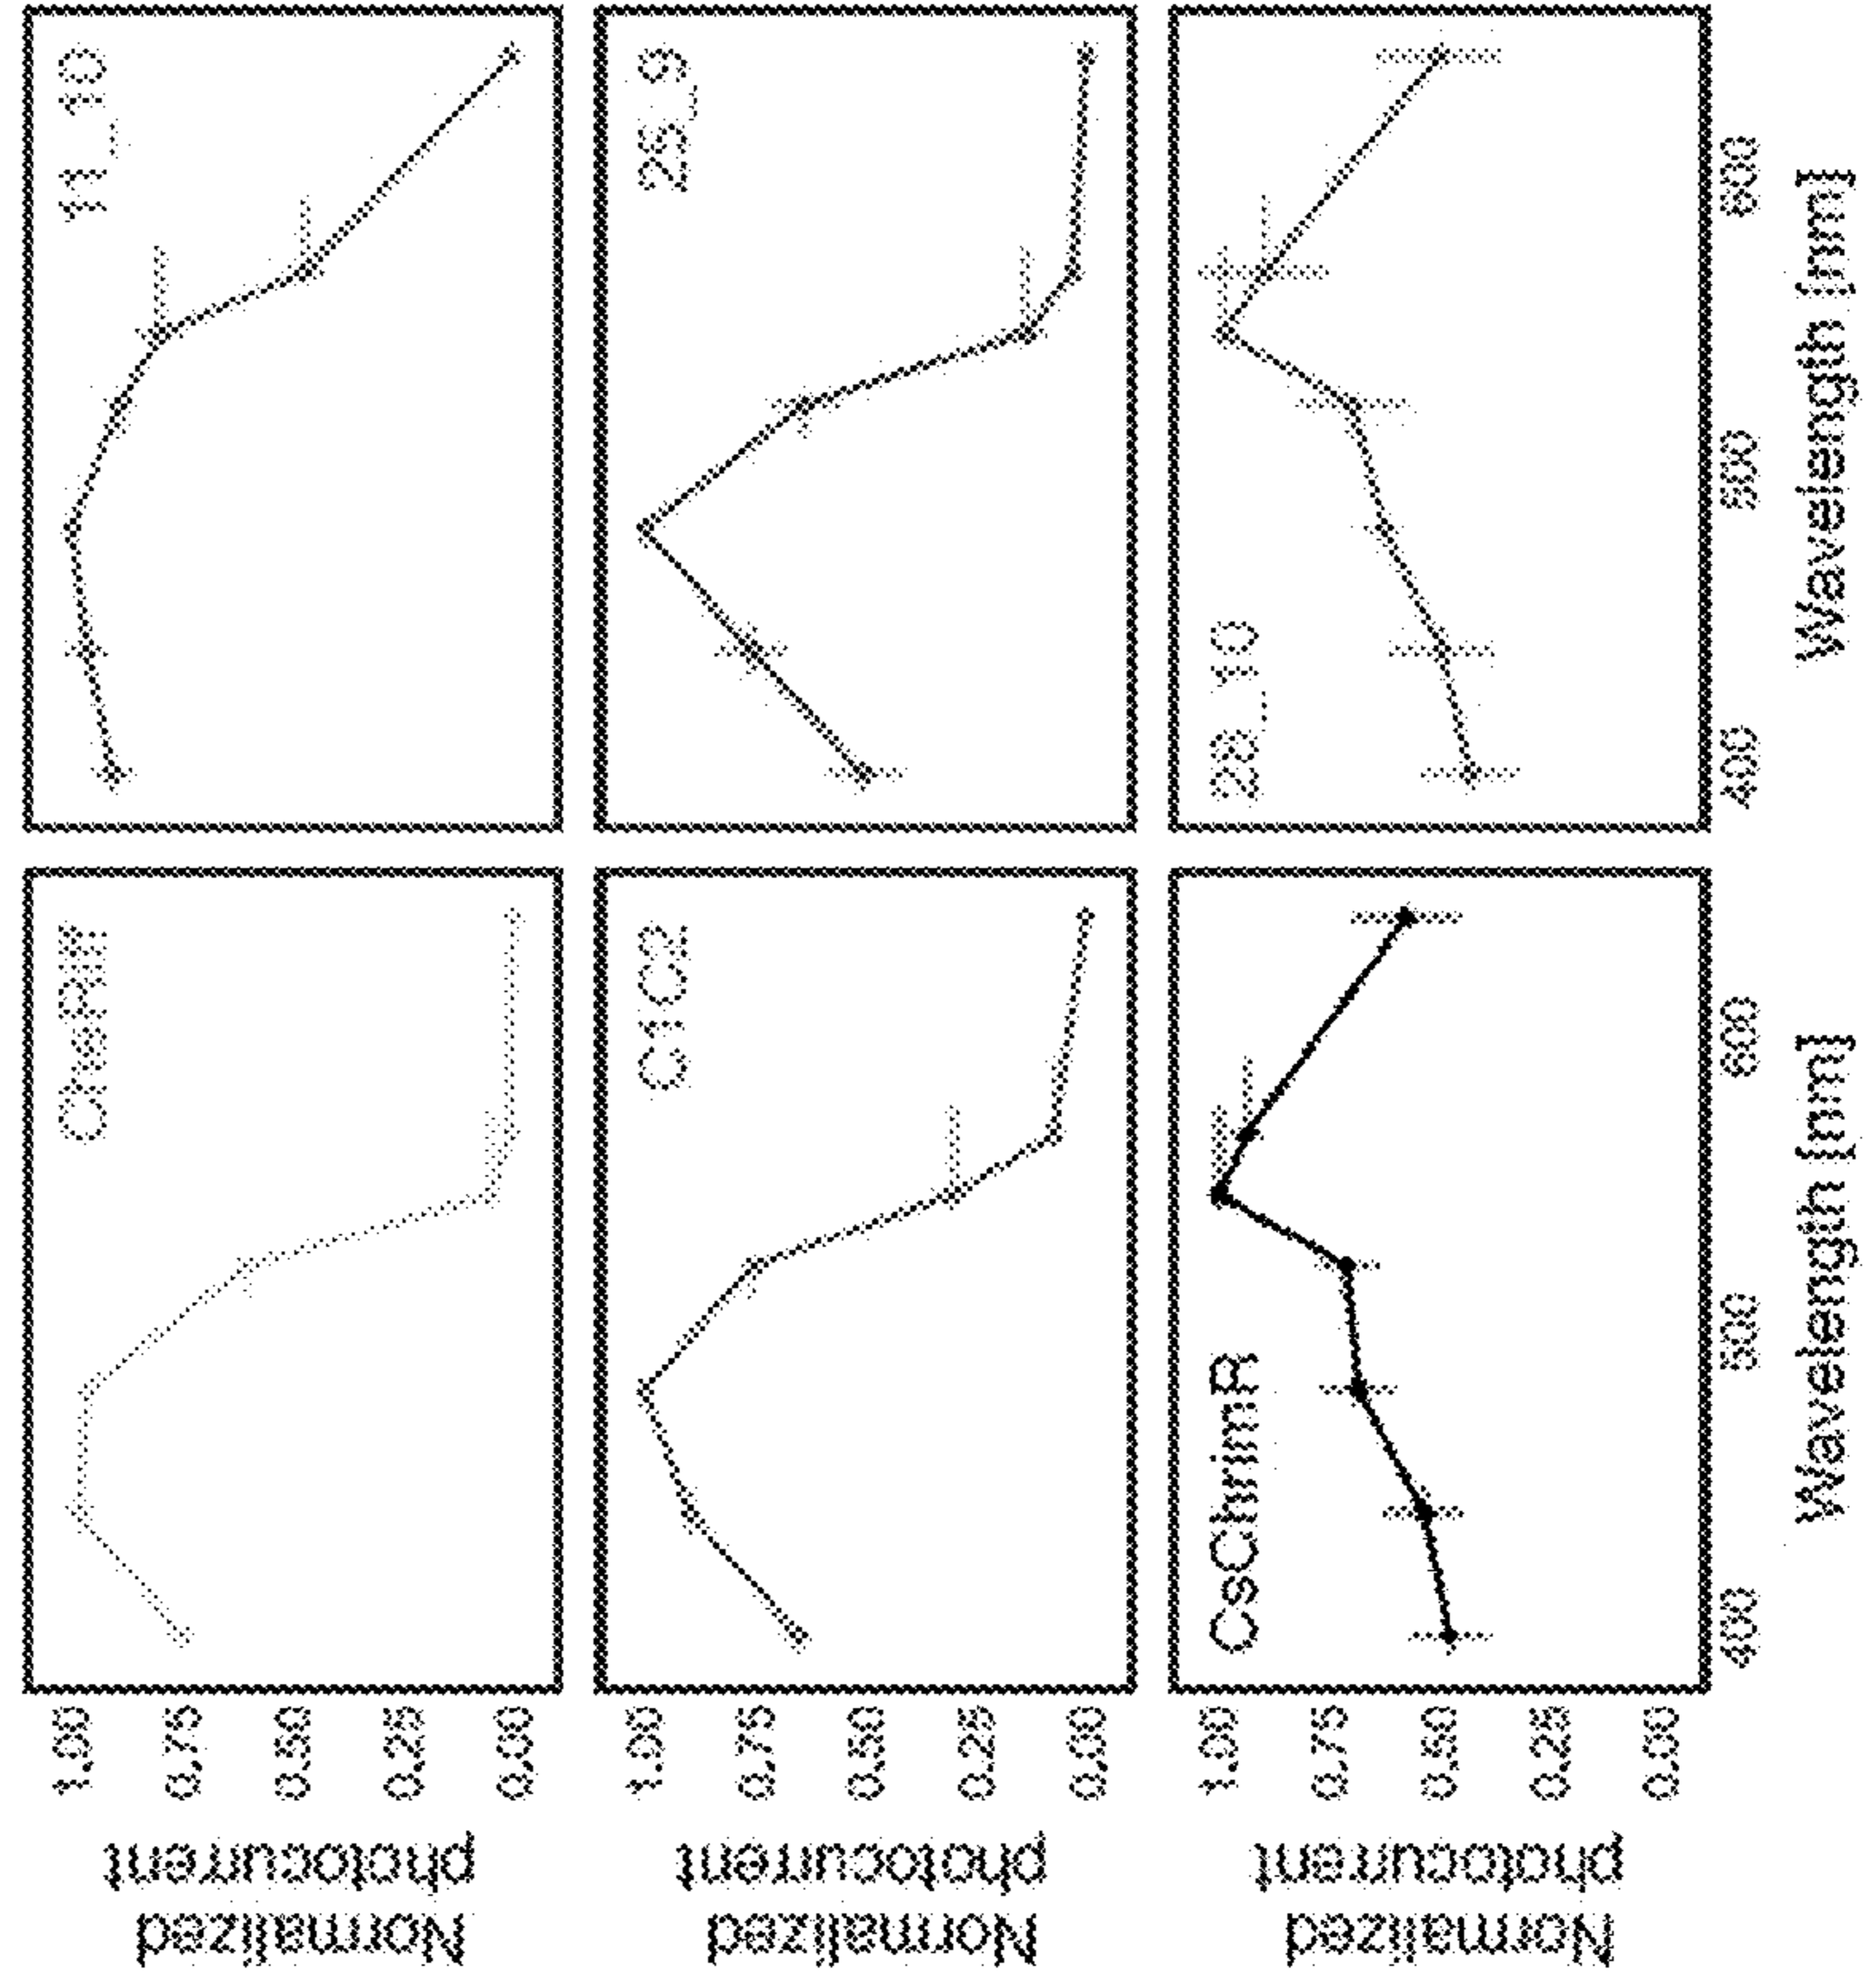 Normalized
photocurrent
1.00
0.75
0.50
0.25
0.00
CheRiff
11_10
Normalized
photocurrent
1.00
0.75
0.50
0.25
0.00
C1C2
25_9
Normalized
photocurrent
1.00
0.75
0.50
0.25
0.00
CsChrimR
28_10
400 500 600
400 500 600
Wavelength [nm]
Wavelength [nm]